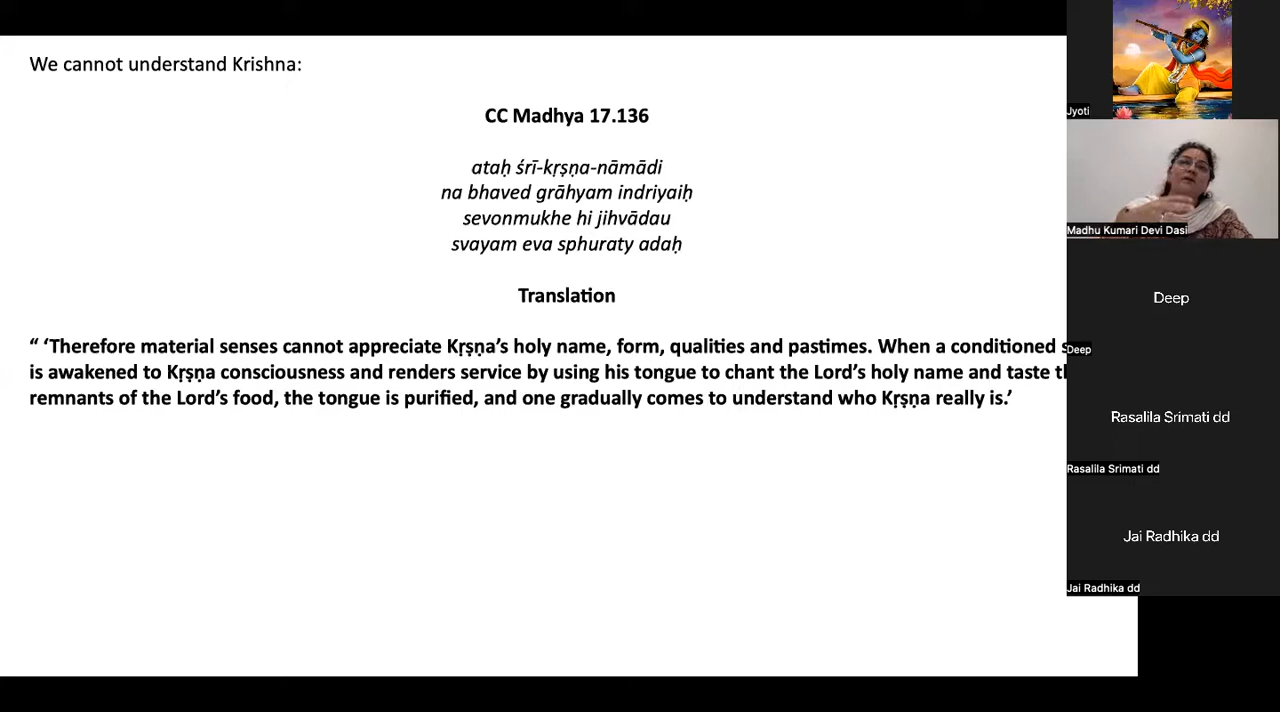 We cannot understand Krishna:
CC Madhya 17.136
ataḥ śrī-kṛṣṇa-nāmādi
na bhaved grāhyam indriyaiḥ
sevonmukhe hi jihvādau
svayam eva sphuraty adaḥ
Translation
“ ‘Therefore material senses cannot appreciate Kṛṣṇa’s holy name, form, qualities and pastimes. When a conditioned
is awakened to Kṛṣṇa consciousness and renders service by using his tongue to chant the Lord’s holy name and taste
remnants of the Lord’s food, the tongue is purified, and one gradually comes to understand who Kṛṣṇa really is.’
Jyoti
Madhu Kumari Devi Dasi
Deep
Deep
Rasalila Srimati dd
Rasalila Srimati dd
Jai Radhika dd
Jai Radhika dd